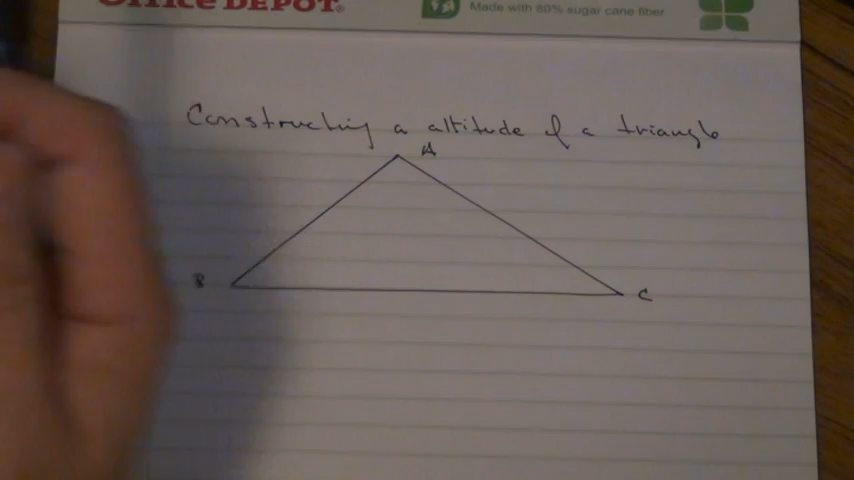 Office DEPOT®
Made with 80% sugar cane fiber
Constructing a altitude of a triangle
A
B
C